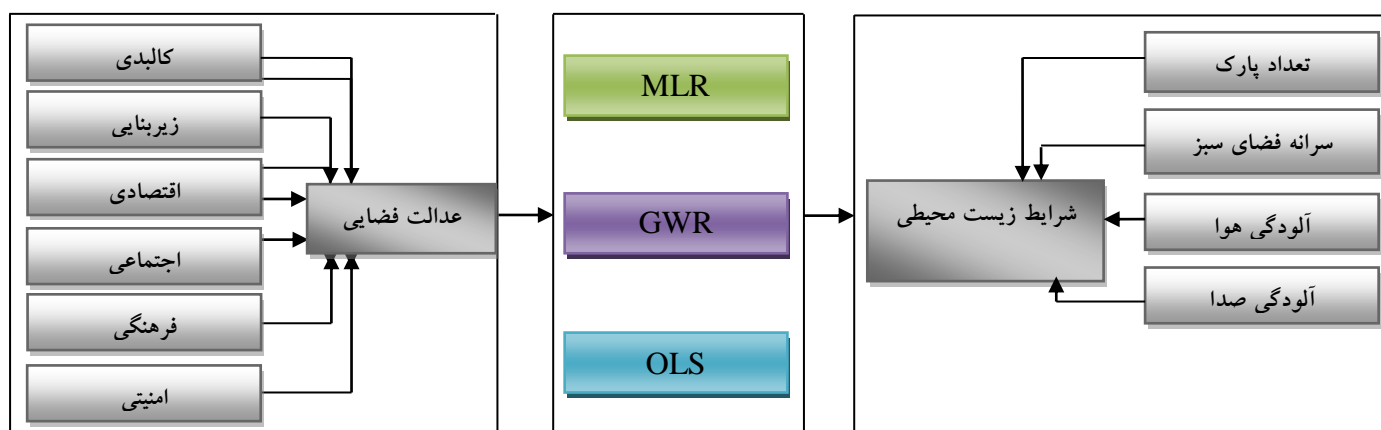 کالبدی
زیربنایی
اقتصادی
اجتماعی
فرهنگی
امنیتی
عدالت فضایی
MLR
GWR
OLS
شرایط زیست محیطی
تعداد پارک
سرانه فضای سبز
آلودگی هوا
آلودگی صدا